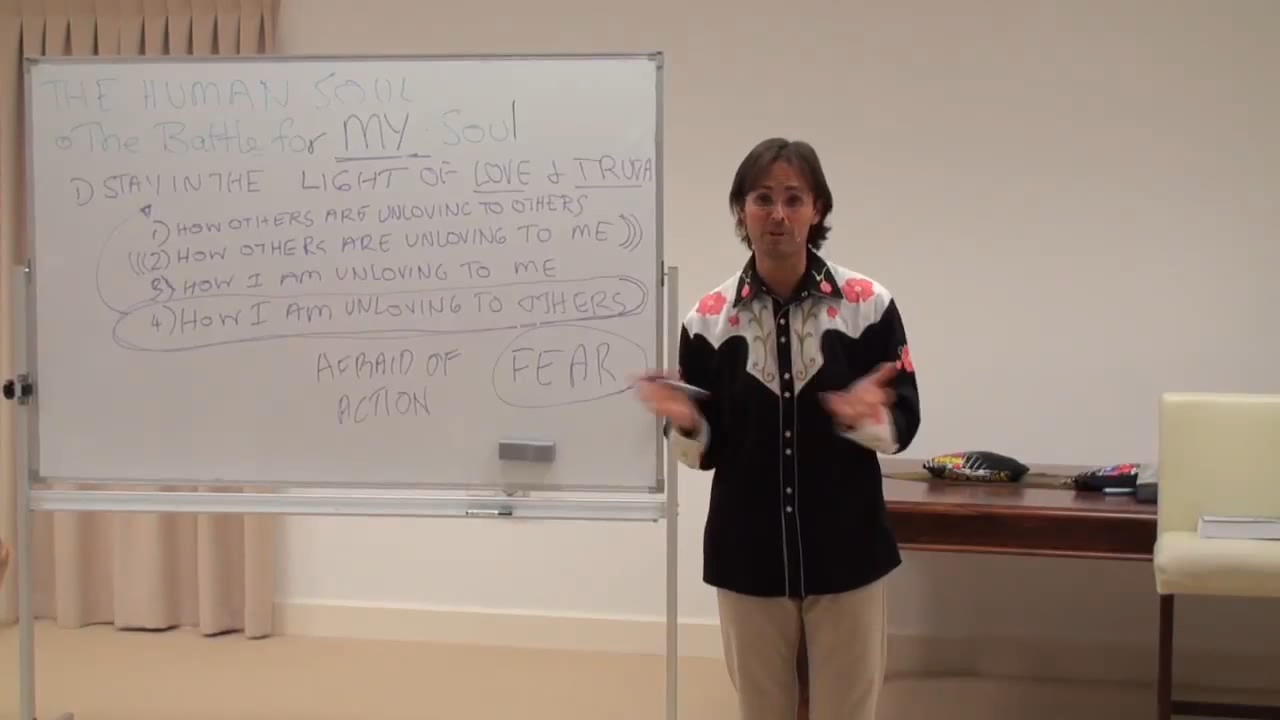 THE HUMAN SOUL
The Battle for MY Soul
1) STAY IN THE LIGHT OF LOVE & TRUTH
1) HOW OTHERS ARE UNLOVING TO OTHERS
(((2) HOW OTHERS ARE UNLOVING TO ME)))
3) HOW I AM UNLOVING TO ME
4) HOW I AM UNLOVING TO OTHERS
AFRAID OF
ACTION
FEAR